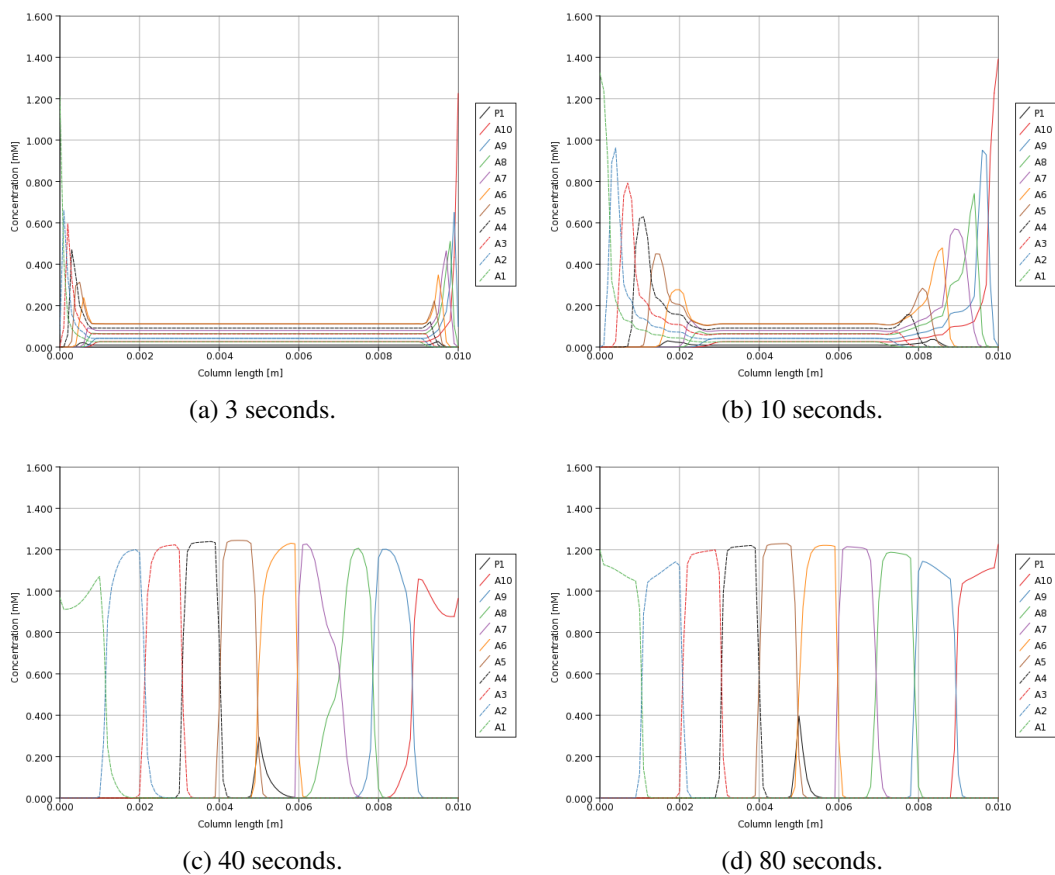 1.600
1.400
1.200
1.000
0.800
0.600
0.400
0.200
0.000
Concentration [mM]
0.000 0.002 0.004 0.006 0.008 0.010
Column length [m]
P1
A10
A9
A8
A7
A6
A5
A4
A3
A2
A1
(a) 3 seconds.
1.600
1.400
1.200
1.000
0.800
0.600
0.400
0.200
0.000
Concentration [mM]
0.000 0.002 0.004 0.006 0.008 0.010
Column length [m]
P1
A10
A9
A8
A7
A6
A5
A4
A3
A2
A1
(b) 10 seconds.
1.600
1.400
1.200
1.000
0.800
0.600
0.400
0.200
0.000
Concentration [mM]
0.000 0.002 0.004 0.006 0.008 0.010
Column length [m]
P1
A10
A9
A8
A7
A6
A5
A4
A3
A2
A1
(c) 40 seconds.
1.600
1.400
1.200
1.000
0.800
0.600
0.400
0.200
0.000
Concentration [mM]
0.000 0.002 0.004 0.006 0.008 0.010
Column length [m]
P1
A10
A9
A8
A7
A6
A5
A4
A3
A2
A1
(d) 80 seconds.